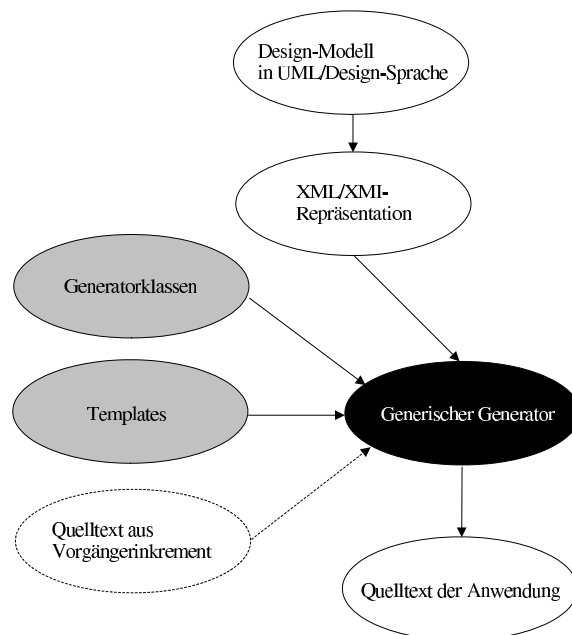 Design-Modell
in UML/Design-Sprache
XML/XMI-
Repräsentation
Generatorklassen
Templates
Generischer Generator
Quelltext aus
Vorgängerinkrement
Quelltext der Anwendung